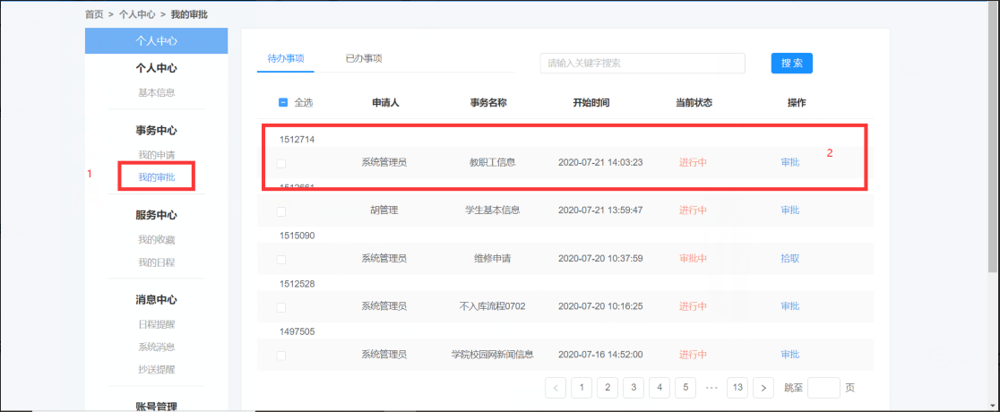 首页 > 个人中心 > 我的审批
个人中心
个人中心
基本信息
事务中心
我的申请
1
我的审批
服务中心
我的收藏
我的日程
消息中心
日程提醒
系统消息
抄送提醒
账号管理
待办事项 已办事项 请输入关键字搜索 搜 索
全选 申请人 事务名称 开始时间 当前状态 操作
1512714
系统管理员 教职工信息 2020-07-21 14:03:23 进行中 审批 2
1512661
胡管理 学生基本信息 2020-07-21 13:59:47 进行中 审批
1515090
系统管理员 维修申请 2020-07-20 10:37:59 审批中 拾取
1512528
系统管理员 不入库流程0702 2020-07-20 10:16:25 进行中 审批
1497505
系统管理员 学院校园网新闻信息 2020-07-16 14:52:00 进行中 审批
< 1 2 3 4 5 ··· 13 > 跳至 页